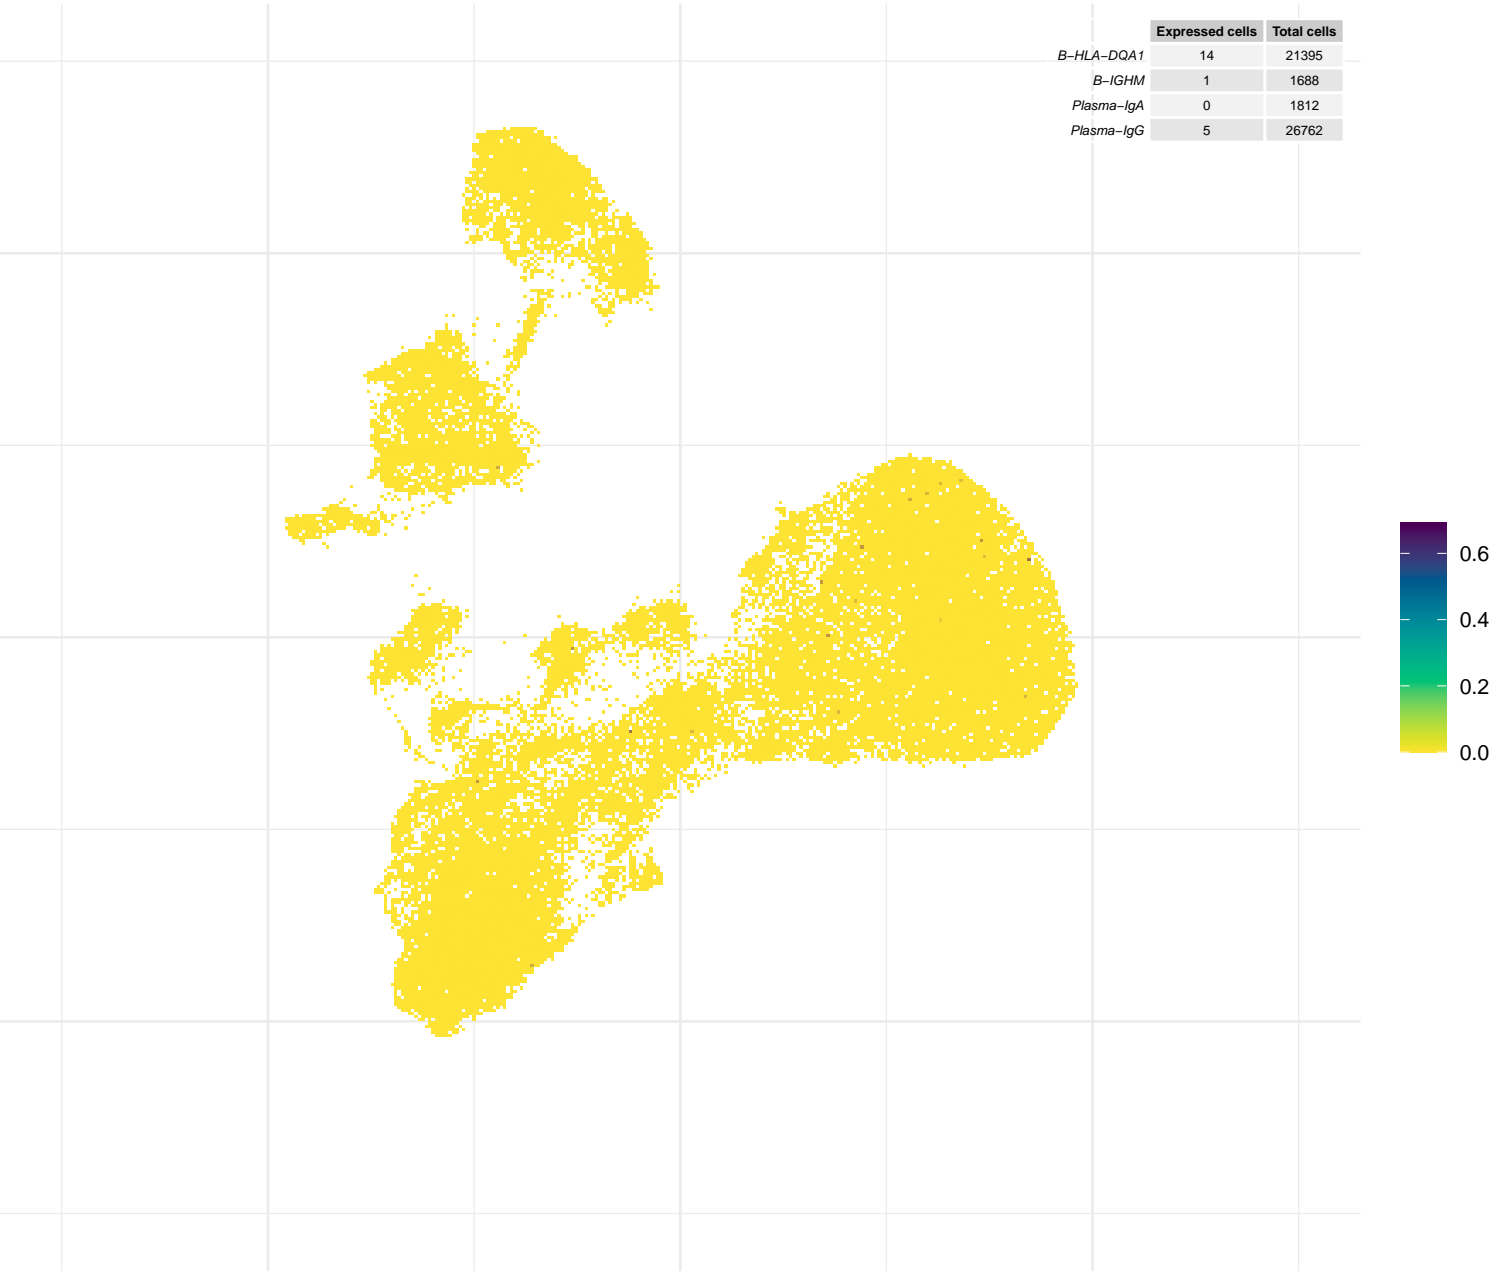 Expressed cells Total cells
B−HLA−DQA1 14 21395
B−IGHM 1 1688
Plasma−IgA 0 1812
Plasma−IgG 5 26762
0.6
0.4
0.2
0.0